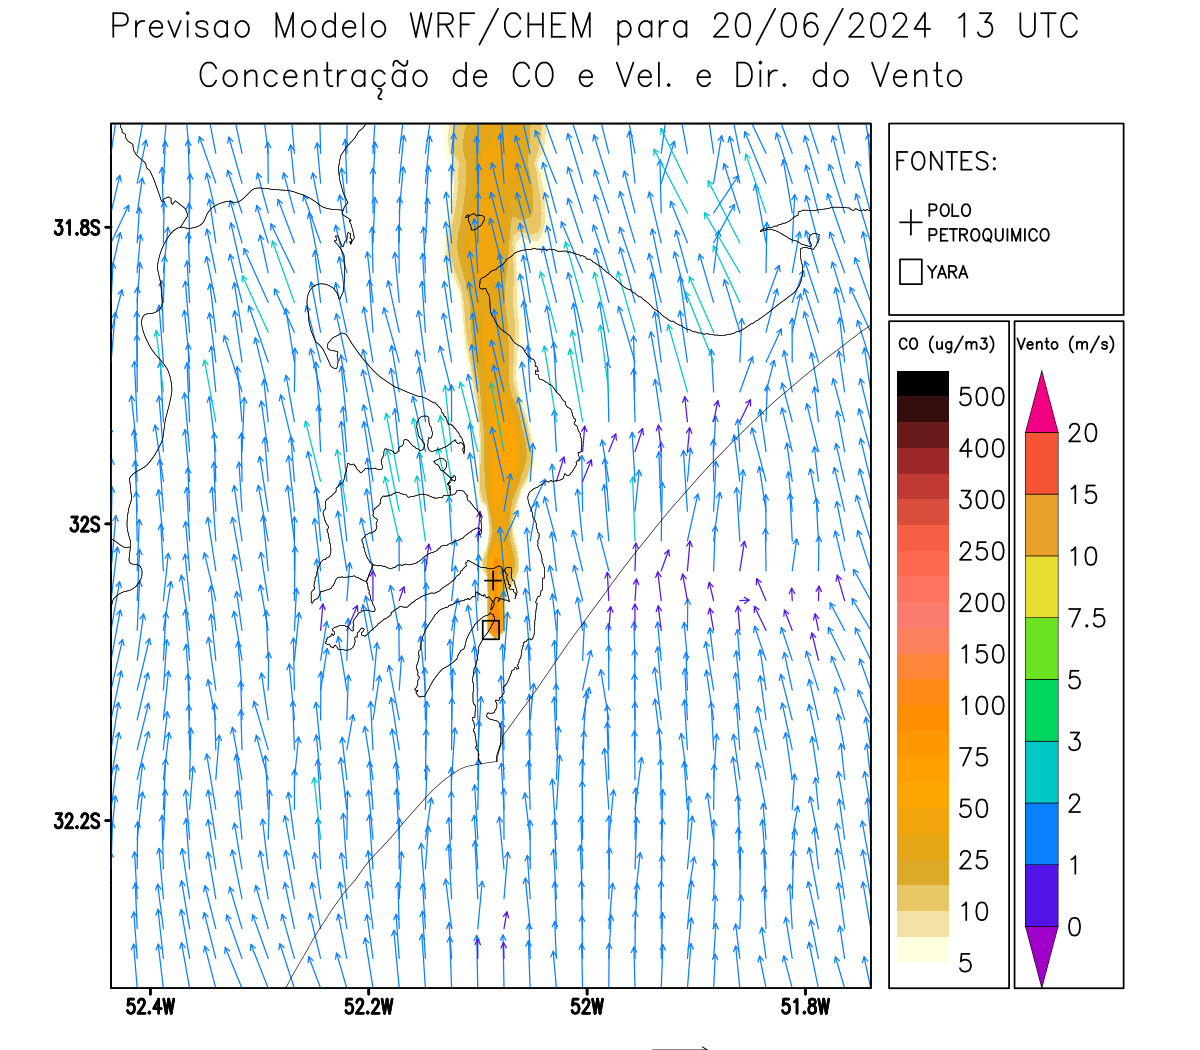 Previsao Modelo WRF/CHEM para 20/06/2024 13 UTC
Concentração de CO e Vel. e Dir. do Vento
FONTES:
POLO
PETROQUIMICO
YARA
CO (ug/m3)
500
400
300
250
200
150
100
75
50
25
10
5
Vento (m/s)
20
15
10
7.5
5
3
2
1
0
31.8S
32S
32.2S
52.4W
52.2W
52W
51.8W